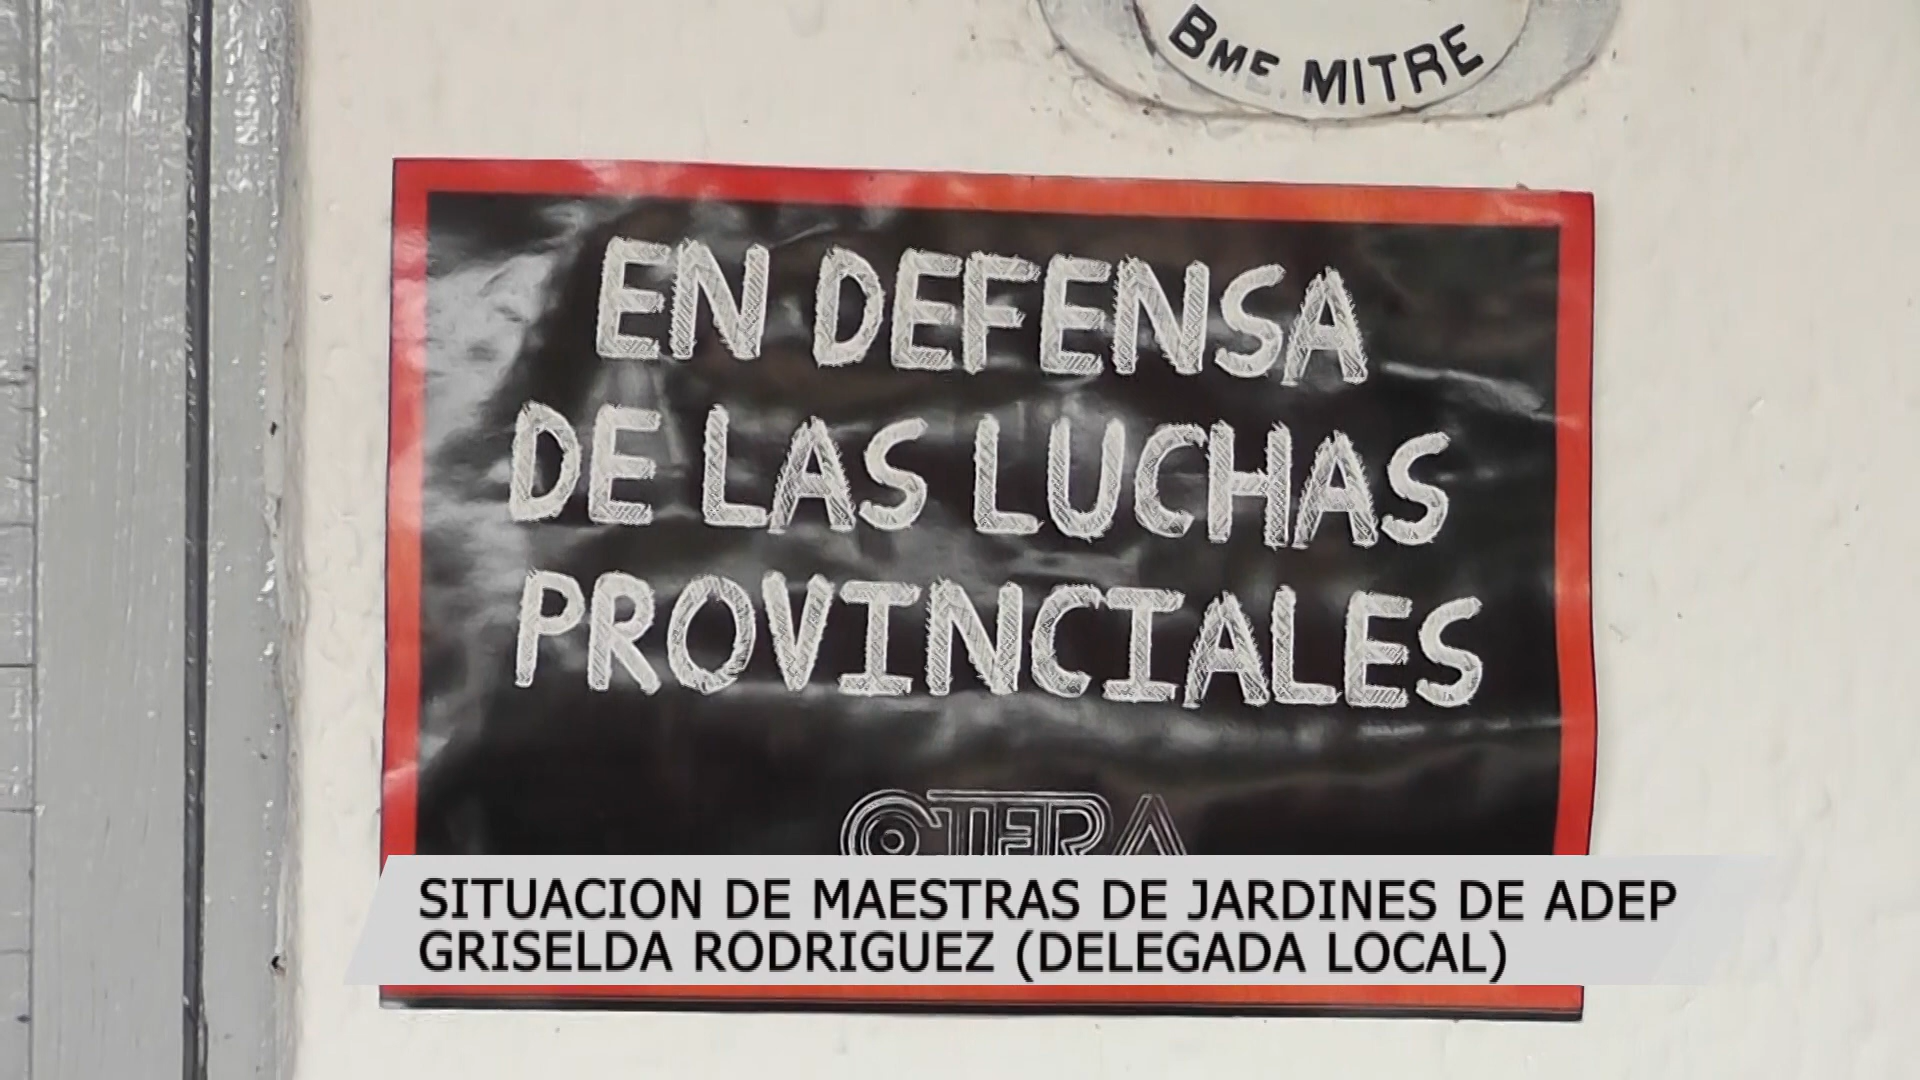 BME. MITRE
EN DEFENSA
DE LAS LUCHAS
PROVINCIALES
CTERA
SITUACION DE MAESTRAS DE JARDINES DE ADEP
GRISELDA RODRIGUEZ (DELEGADA LOCAL)